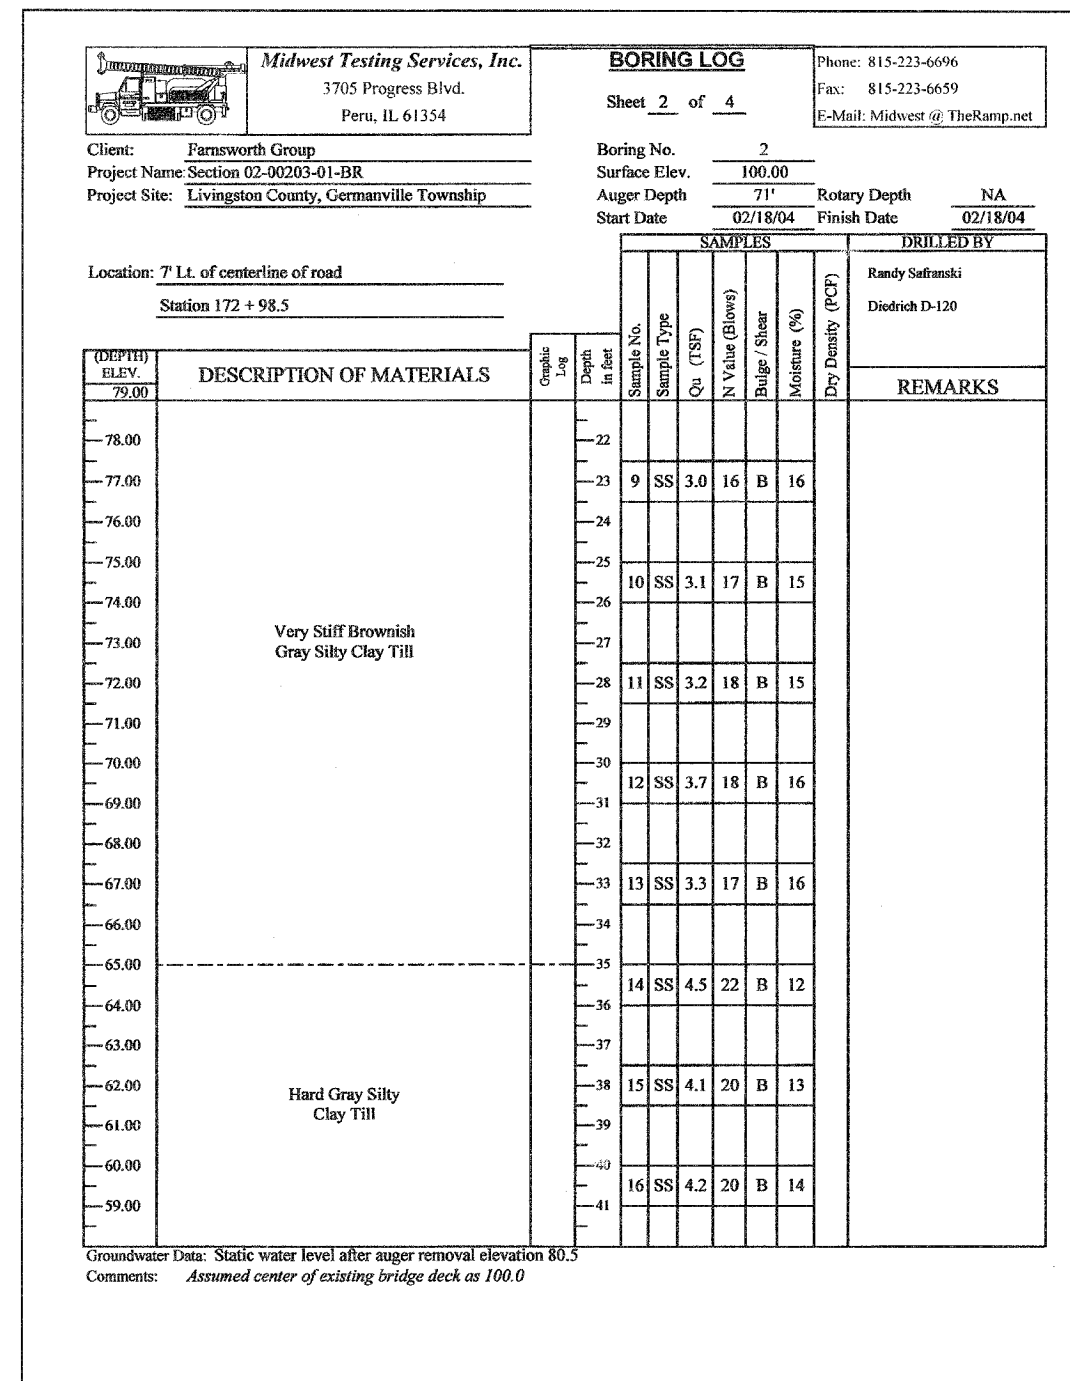 Midwest Testing Services, Inc.
3705 Progress Blvd.
Peru, IL 61354
BORING LOG
Sheet 2 of 4
Phone: 815-223-6696
Fax: 815-223-6659
E-Mail: Midwest @ TheRamp.net
Client: Farnsworth Group
Project Name: Section 02-00203-01-BR
Project Site: Livingston County, Germanville Township
Boring No. 2
Surface Elev. 100.00
Auger Depth 71' Rotary Depth NA
Start Date 02/18/04 Finish Date 02/18/04
Location: 7' Lt. of centerline of road
Station 172 + 98.5
SAMPLES
DRILLED BY
Randy Safranski
Diedrich D-120
(DEPTH)
ELEV.
79.00
DESCRIPTION OF MATERIALS
Graphic
Log
Depth
in feet
Sample No.
Sample Type
Qu (TSF)
N Value (Blows)
Bulge / Shear
Moisture (%)
Dry Density (PCF)
REMARKS
78.00 22
77.00 23 9 SS 3.0 16 B 16
76.00 24
75.00 25
10 SS 3.1 17 B 15
74.00 26
Very Stiff Brownish
73.00 27
Gray Silty Clay Till
72.00 28 11 SS 3.2 18 B 15
71.00 29
70.00 30
12 SS 3.7 18 B 16
69.00 31
68.00 32
67.00 33 13 SS 3.3 17 B 16
66.00 34
65.00 35
14 SS 4.5 22 B 12
64.00 36
63.00 37
62.00 38 15 SS 4.1 20 B 13
Hard Gray Silty
Clay Till
61.00 39
60.00 40
16 SS 4.2 20 B 14
59.00 41
Groundwater Data: Static water level after auger removal elevation 80.5
Comments: Assumed center of existing bridge deck as 100.0